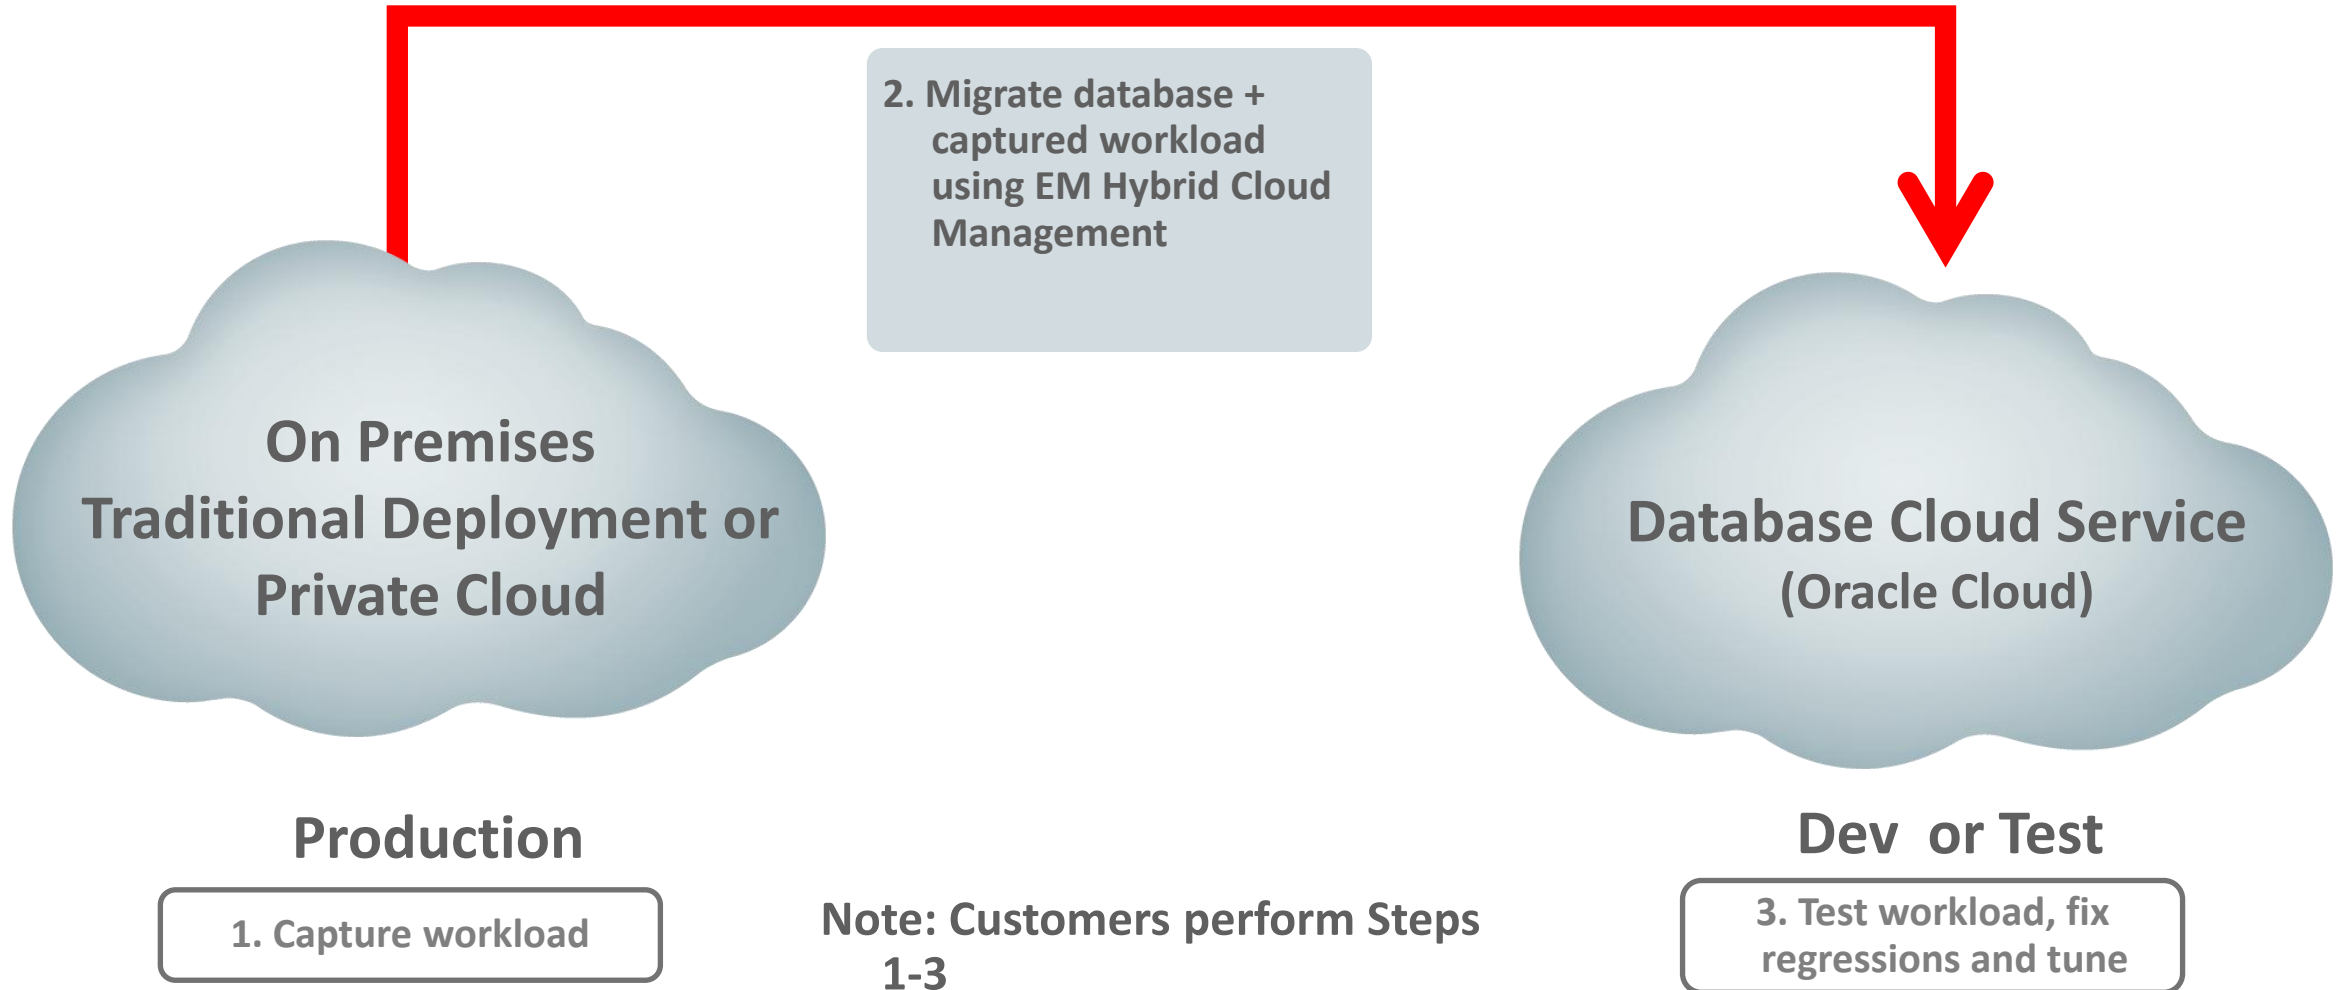 2. Migrate database +
captured workload
using EM Hybrid Cloud
Management
On Premises
Traditional Deployment or
Private Cloud
Database Cloud Service
(Oracle Cloud)
Production
1. Capture workload
Note: Customers perform Steps
1-3
Dev or Test
3. Test workload, fix
regressions and tune